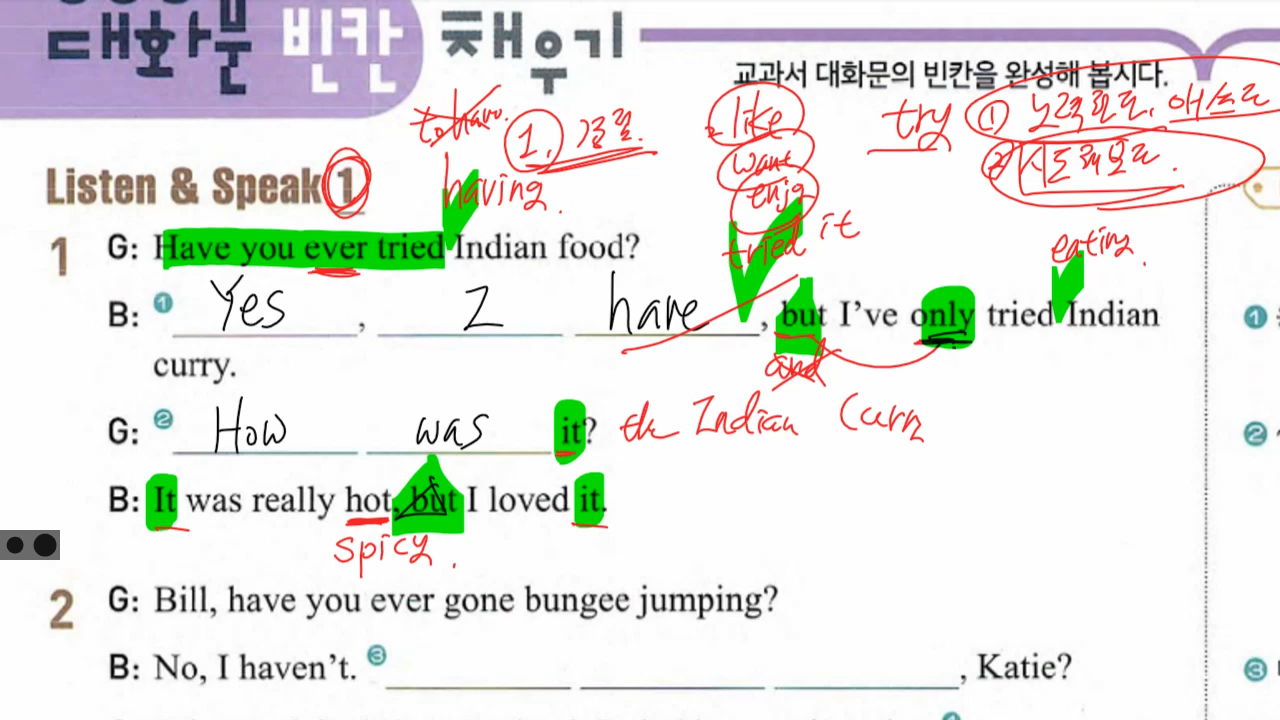 대화문 빈칸 채우기
교과서 대화문의 빈칸을 완성해 봅시다.
to have. 1. 경험. like try ① 노력하다, 애쓰다
want ② 시도해보다.
Listen & Speak 1 having. enjoy
tried it eating.
1 G: Have you ever tried Indian food?
B: ① Yes, I have, but I've only tried Indian
and
curry.
G: ② How was it? the Indian Curry
B: It was really hot, but I loved it.
spicy.
2 G: Bill, have you ever gone bungee jumping?
B: No, I haven't. ③ , Katie?
①
②
③